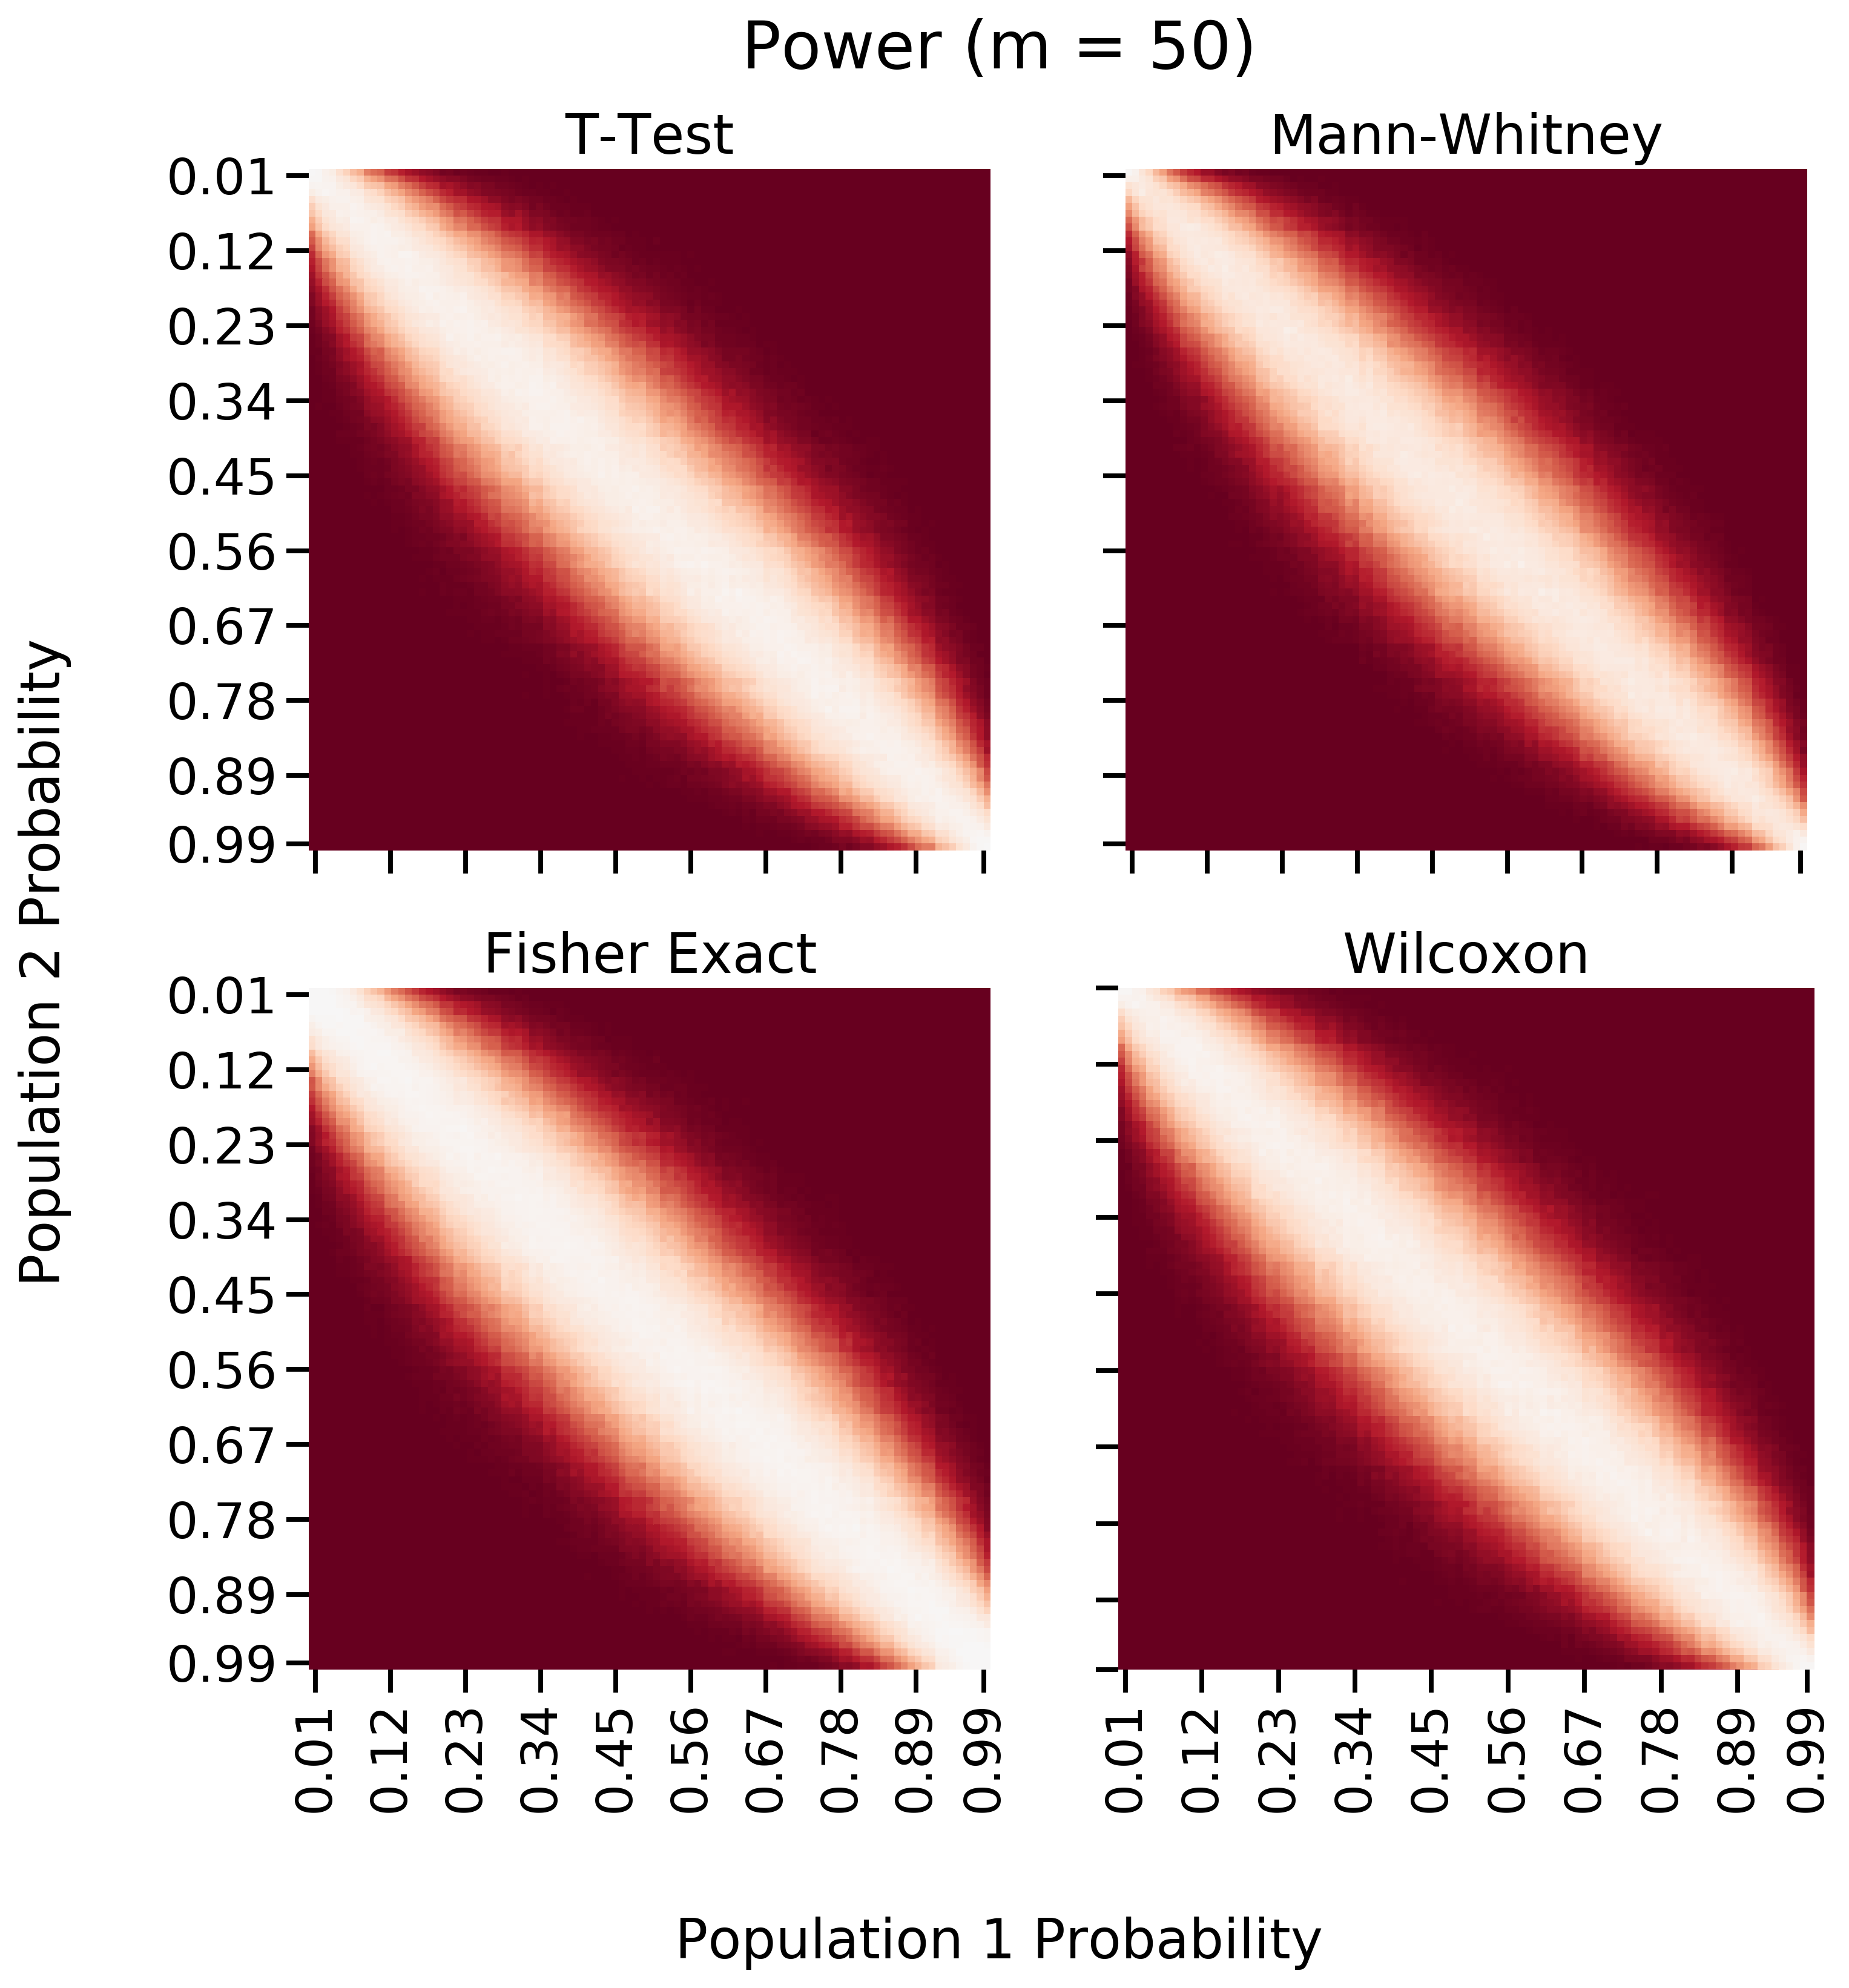 Power (m = 50)
T-Test
Mann-Whitney
0.01
0.12
0.23
0.34
0.45
0.56
0.67
0.78
0.89
0.99
Population 2 Probability
Fisher Exact
Wilcoxon
0.01
0.12
0.23
0.34
0.45
0.56
0.67
0.78
0.89
0.99
0.01 0.12 0.23 0.34 0.45 0.56 0.67 0.78 0.89 0.99
0.01 0.12 0.23 0.34 0.45 0.56 0.67 0.78 0.89 0.99
Population 1 Probability